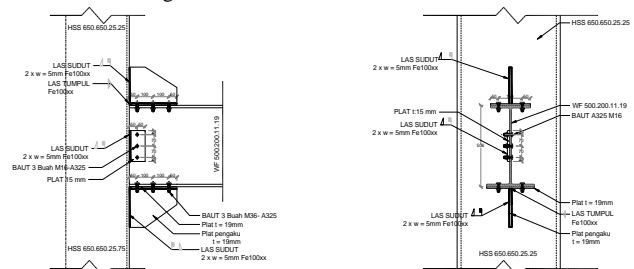 HSS 650.650.25.25
LAS SUDUT
2 x w = 5mm Fe100xx
LAS TUMPUL
Fe100xx
LAS SUDUT
2 x w = 5mm Fe100xx
BAUT 3 Buah M16-A325
PLAT 15 mm
WF 500.200.11.19
BAUT 3 Buah M36- A325
Plat t = 19mm
Plat pengaku
t = 19mm
LAS SUDUT
2 x w = 5mm Fe100xx
HSS 650.650.25.75
HSS 650.650.25.25
LAS SUDUT
2 x w = 5mm Fe100xx
WF 500.200.11.19
BAUT A325 M16
PLAT t:15 mm
LAS SUDUT
2 x w = 5mm Fe100xx
Plat t = 19mm
LAS TUMPUL
Fe100xx
Plat pengaku
t = 19mm
LAS SUDUT
2 x w = 5mm Fe100xx
HSS 650.650.25.25